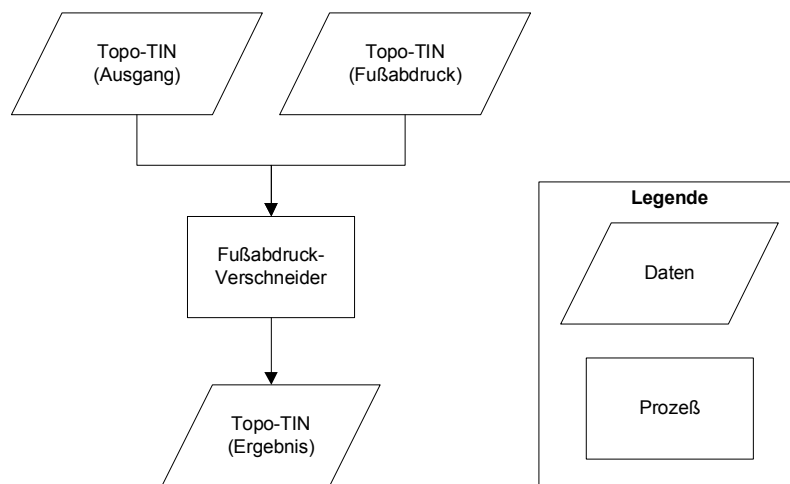 Topo-TIN
(Ausgang)
Topo-TIN
(Fußabdruck)
Fußabdruck-
Verschneider
Topo-TIN
(Ergebnis)
Legende
Daten
Prozeß